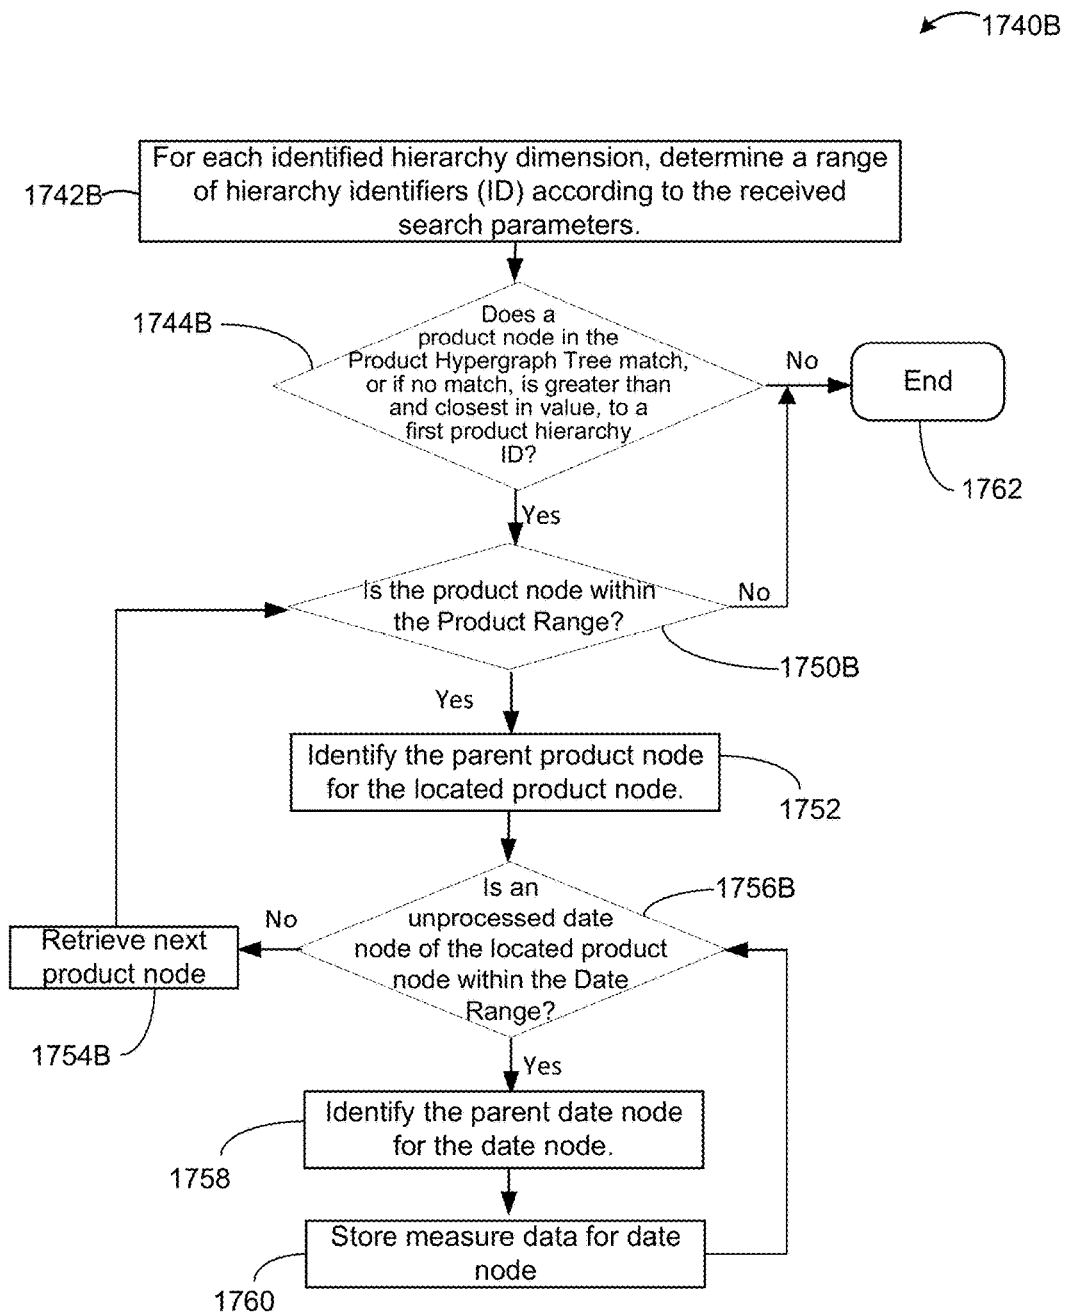 1740B
For each identified hierarchy dimension, determine a range
of hierarchy identifiers (ID) according to the received
search parameters.
1742B
Does a
product node in the
Product Hypergraph Tree match,
or if no match, is greater than
and closest in value, to a
first product hierarchy
ID?
1744B
No
End
1762
Yes
Is the product node within
the Product Range?
No
1750B
Yes
Identify the parent product node
for the located product node.
1752
Is an
unprocessed date
node of the located product
node within the Date
Range?
1756B
No
Retrieve next
product node
1754B
Yes
Identify the parent date node
for the date node.
1758
Store measure data for date
node
1760